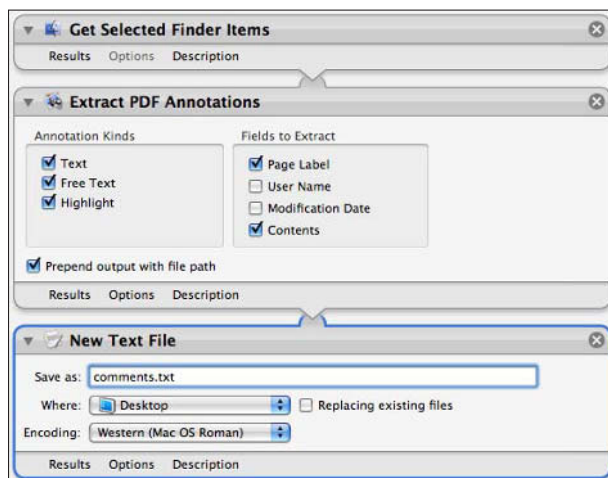 Get Selected Finder Items
Results Options Description
Extract PDF Annotations
Annotation Kinds Fields to Extract
Text Page Label
Free Text User Name
Highlight Modification Date
Contents
Prepend output with file path
Results Options Description
New Text File
Save as: comments.txt
Where: Desktop Replacing existing files
Encoding: Western (Mac OS Roman)
Results Options Description